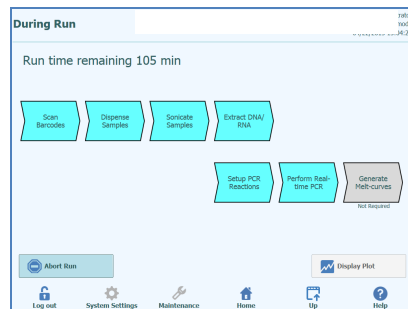 During Run
Run time remaining 105 min
Scan
Barcodes
Dispense
Samples
Sonicate
Samples
Extract DNA/
RNA
Setup PCR
Reactions
Perform Real-
time PCR
Generate
Melt-curves
Not Required
Abort Run
Display Plot
Log out
System Settings
Maintenance
Home
Up
Help